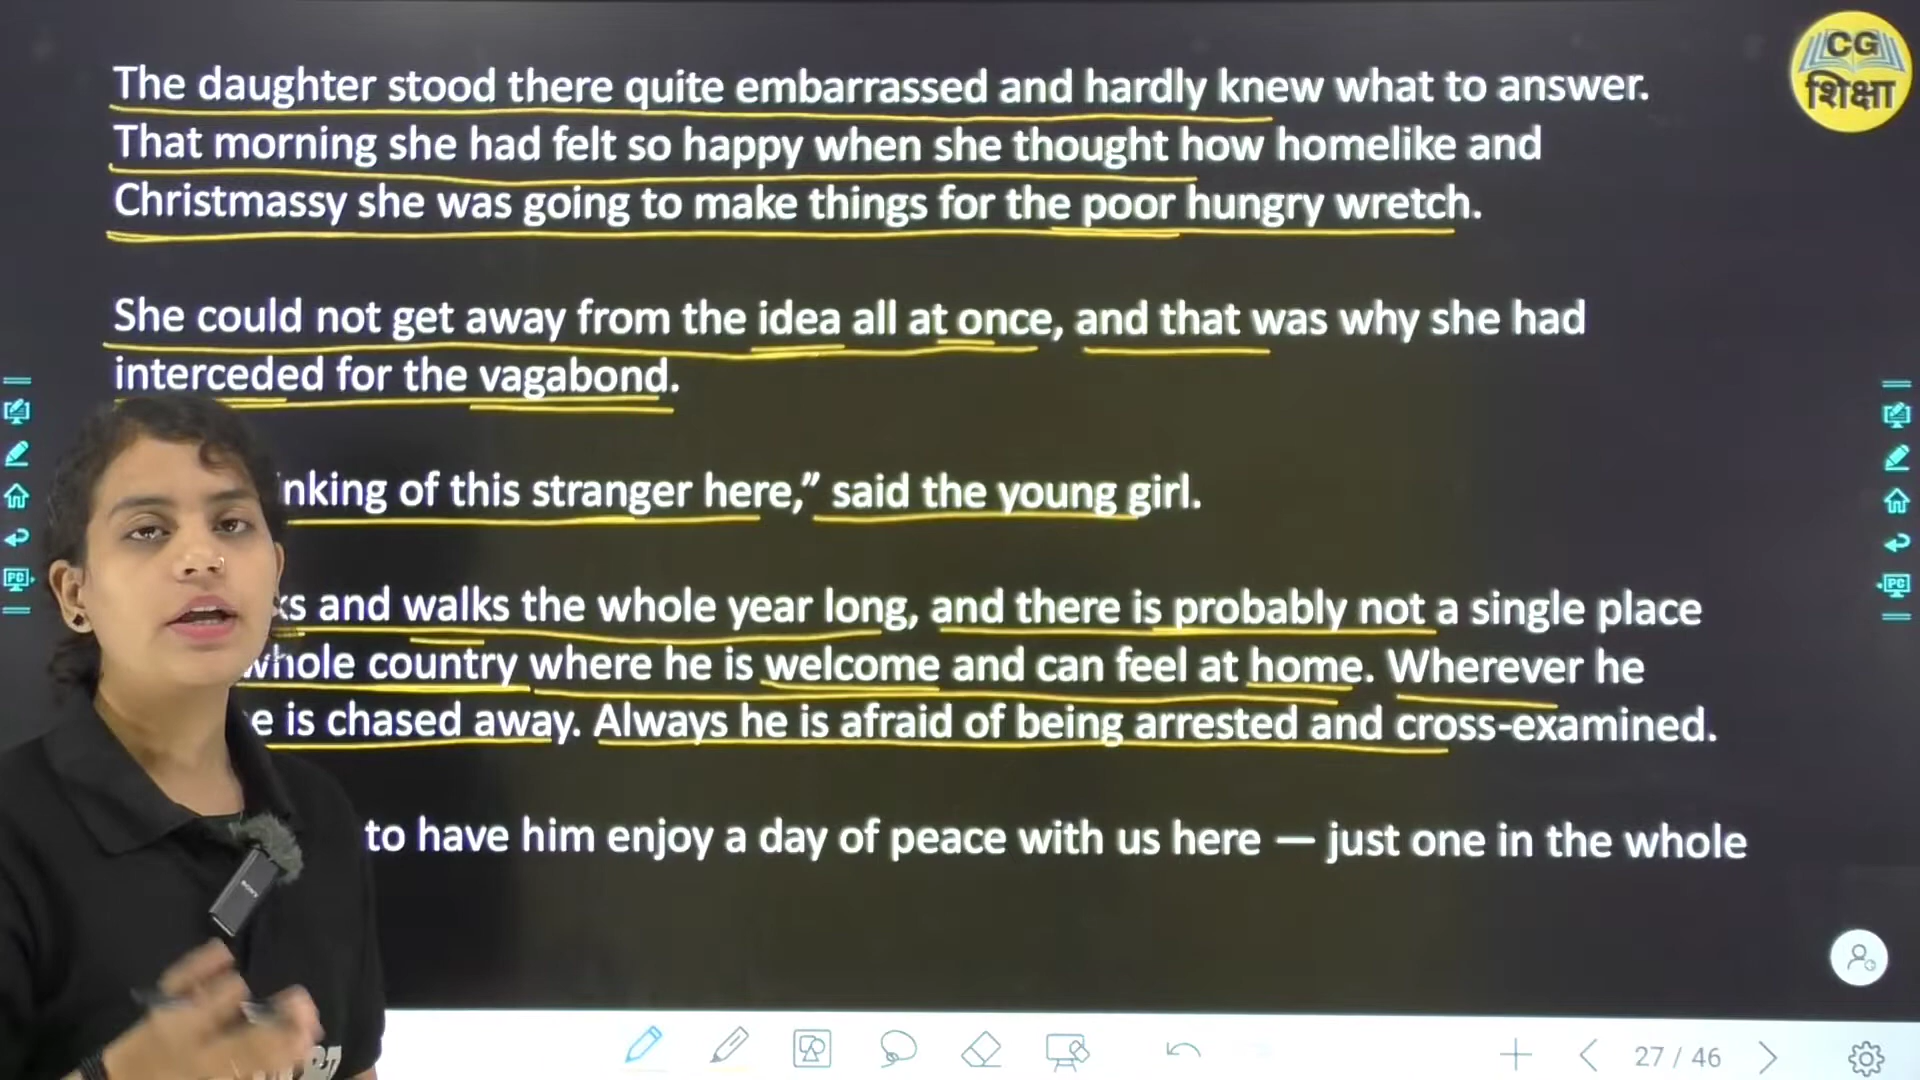 The daughter stood there quite embarrassed and hardly knew what to answer.
That morning she had felt so happy when she thought how homelike and
Christmassy she was going to make things for the poor hungry wretch.
She could not get away from the idea all at once, and that was why she had
interceded for the vagabond.
of this stranger here,” said the young girl.
and walks the whole year long, and there is probably not a single place
whole country where he is welcome and can feel at home. Wherever he
is chased away. Always he is afraid of being arrested and cross-examined.
to have him enjoy a day of peace with us here — just one in the whole
CG
शिक्षा
PC
PC
27 / 46